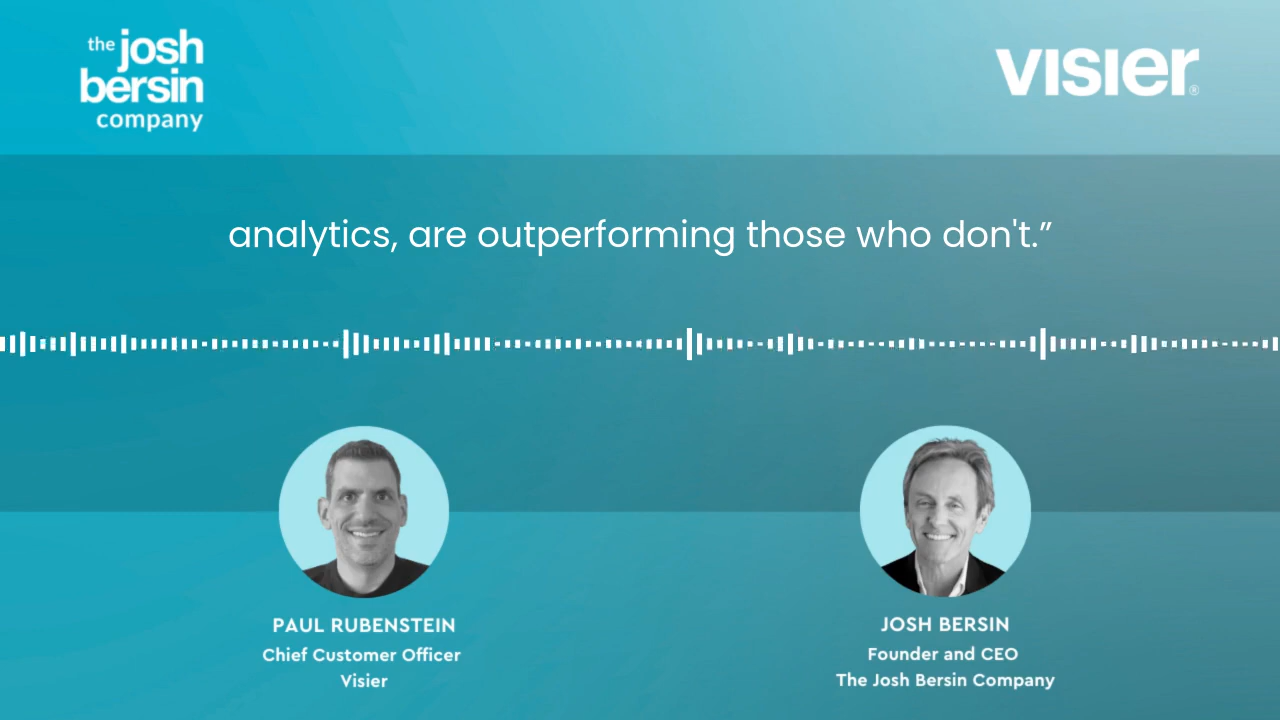 the josh
bersin
company
VISIER®
analytics, are outperforming those who don't.”
PAUL RUBENSTEIN
Chief Customer Officer
Visier
JOSH BERSIN
Founder and CEO
The Josh Bersin Company